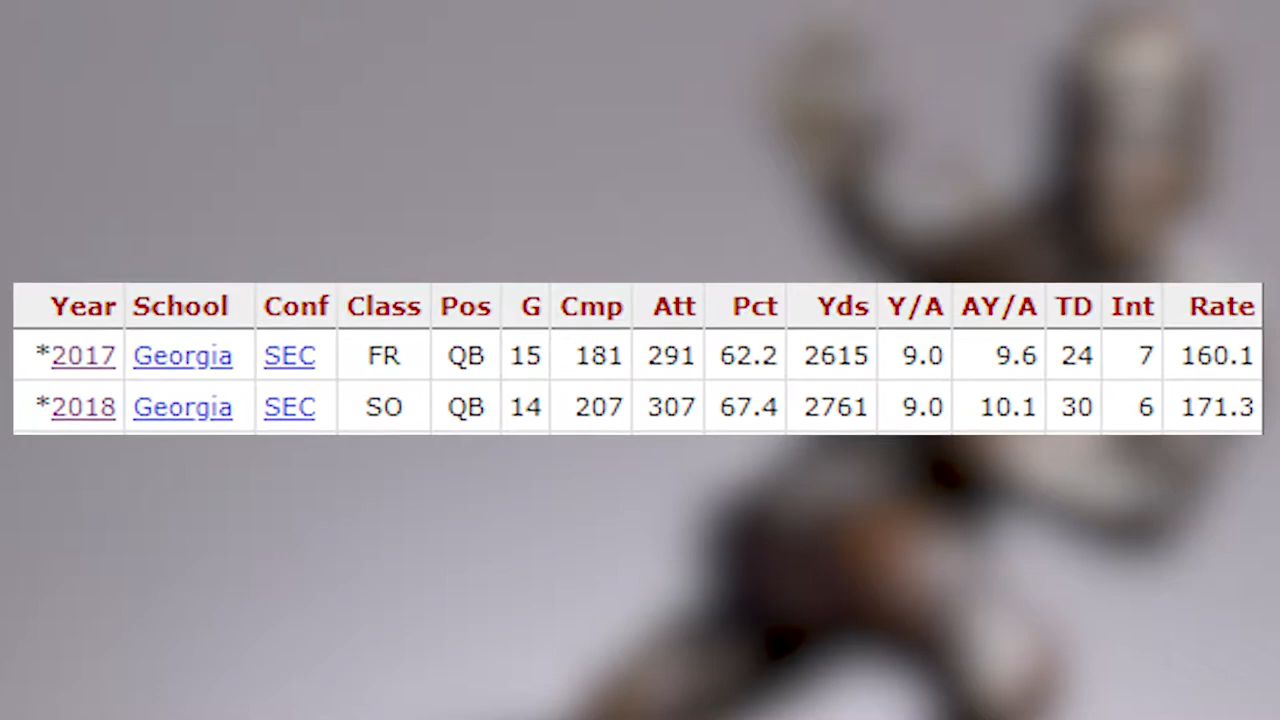 Year School Conf Class Pos G Cmp Att Pct Yds Y/A AY/A TD Int Rate
*2017 Georgia SEC FR QB 15 181 291 62.2 2615 9.0 9.6 24 7 160.1
*2018 Georgia SEC SO QB 14 207 307 67.4 2761 9.0 10.1 30 6 171.3